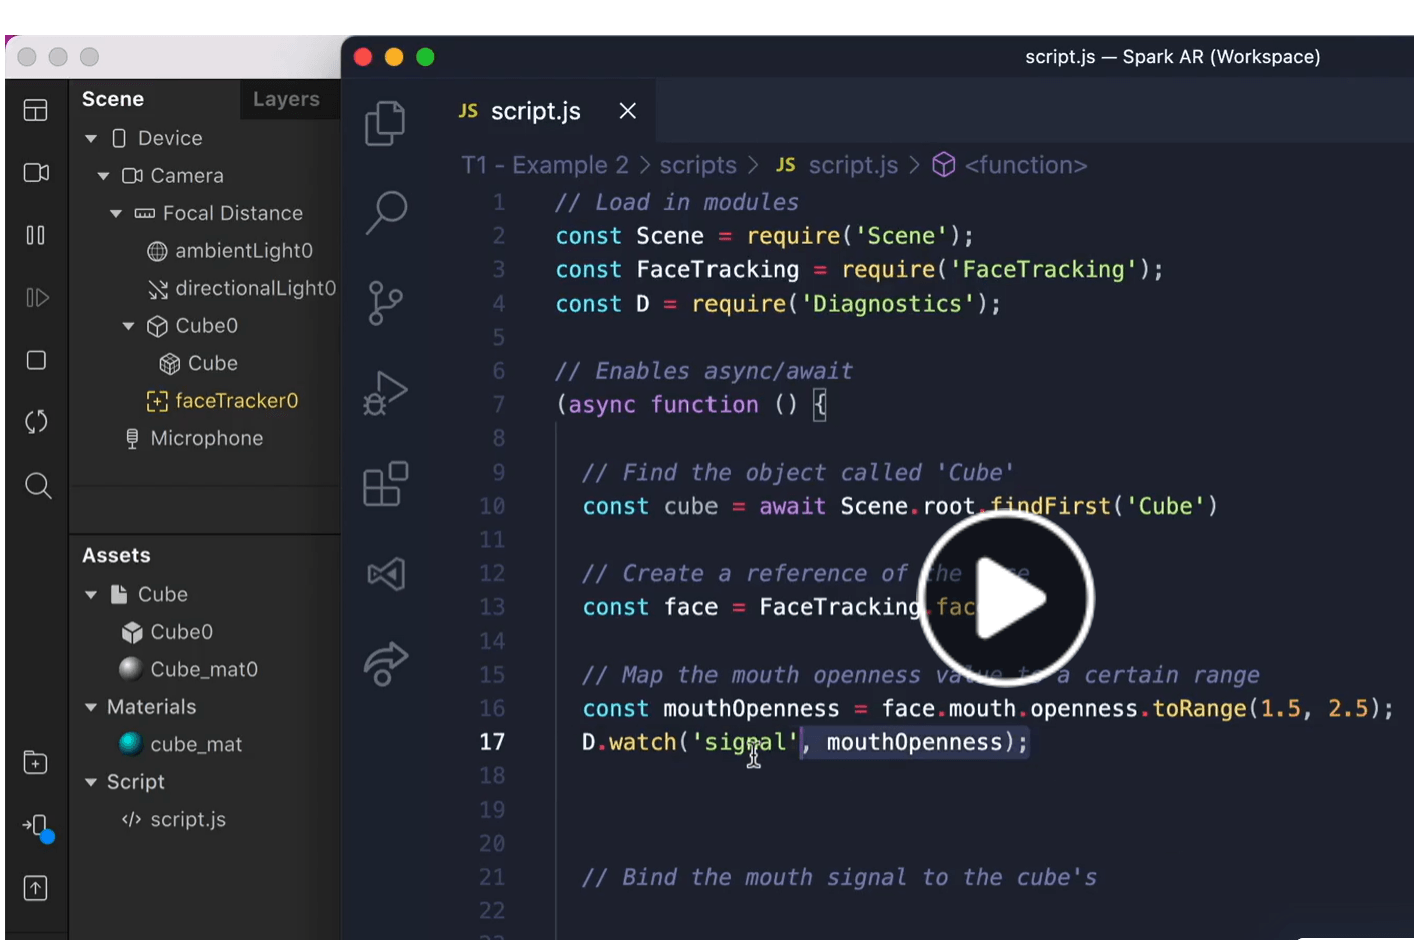 script.js — Spark AR (Workspace)
Scene
Layers
Device
Camera
Focal Distance
ambientLight0
directionalLight0
Cube0
Cube
faceTracker0
Microphone
Assets
Cube
Cube0
Cube_mat0
Materials
cube_mat
Script
</> script.js
JS script.js
T1 - Example 2 > scripts > JS script.js > <function>
1 // Load in modules
2 const Scene = require('Scene');
3 const FaceTracking = require('FaceTracking');
4 const D = require('Diagnostics');
5
6 // Enables async/await
7 (async function () {
8
9 // Find the object called 'Cube'
10 const cube = await Scene.root.findFirst('Cube')
11
12 // Create a reference of the
13 const face = FaceTracking.fac
14
15 // Map the mouth openness value to a certain range
16 const mouthOpenness = face.mouth.openness.toRange(1.5, 2.5);
17 D.watch('signal', mouthOpenness);
18
19
20
21 // Bind the mouth signal to the cube's
22